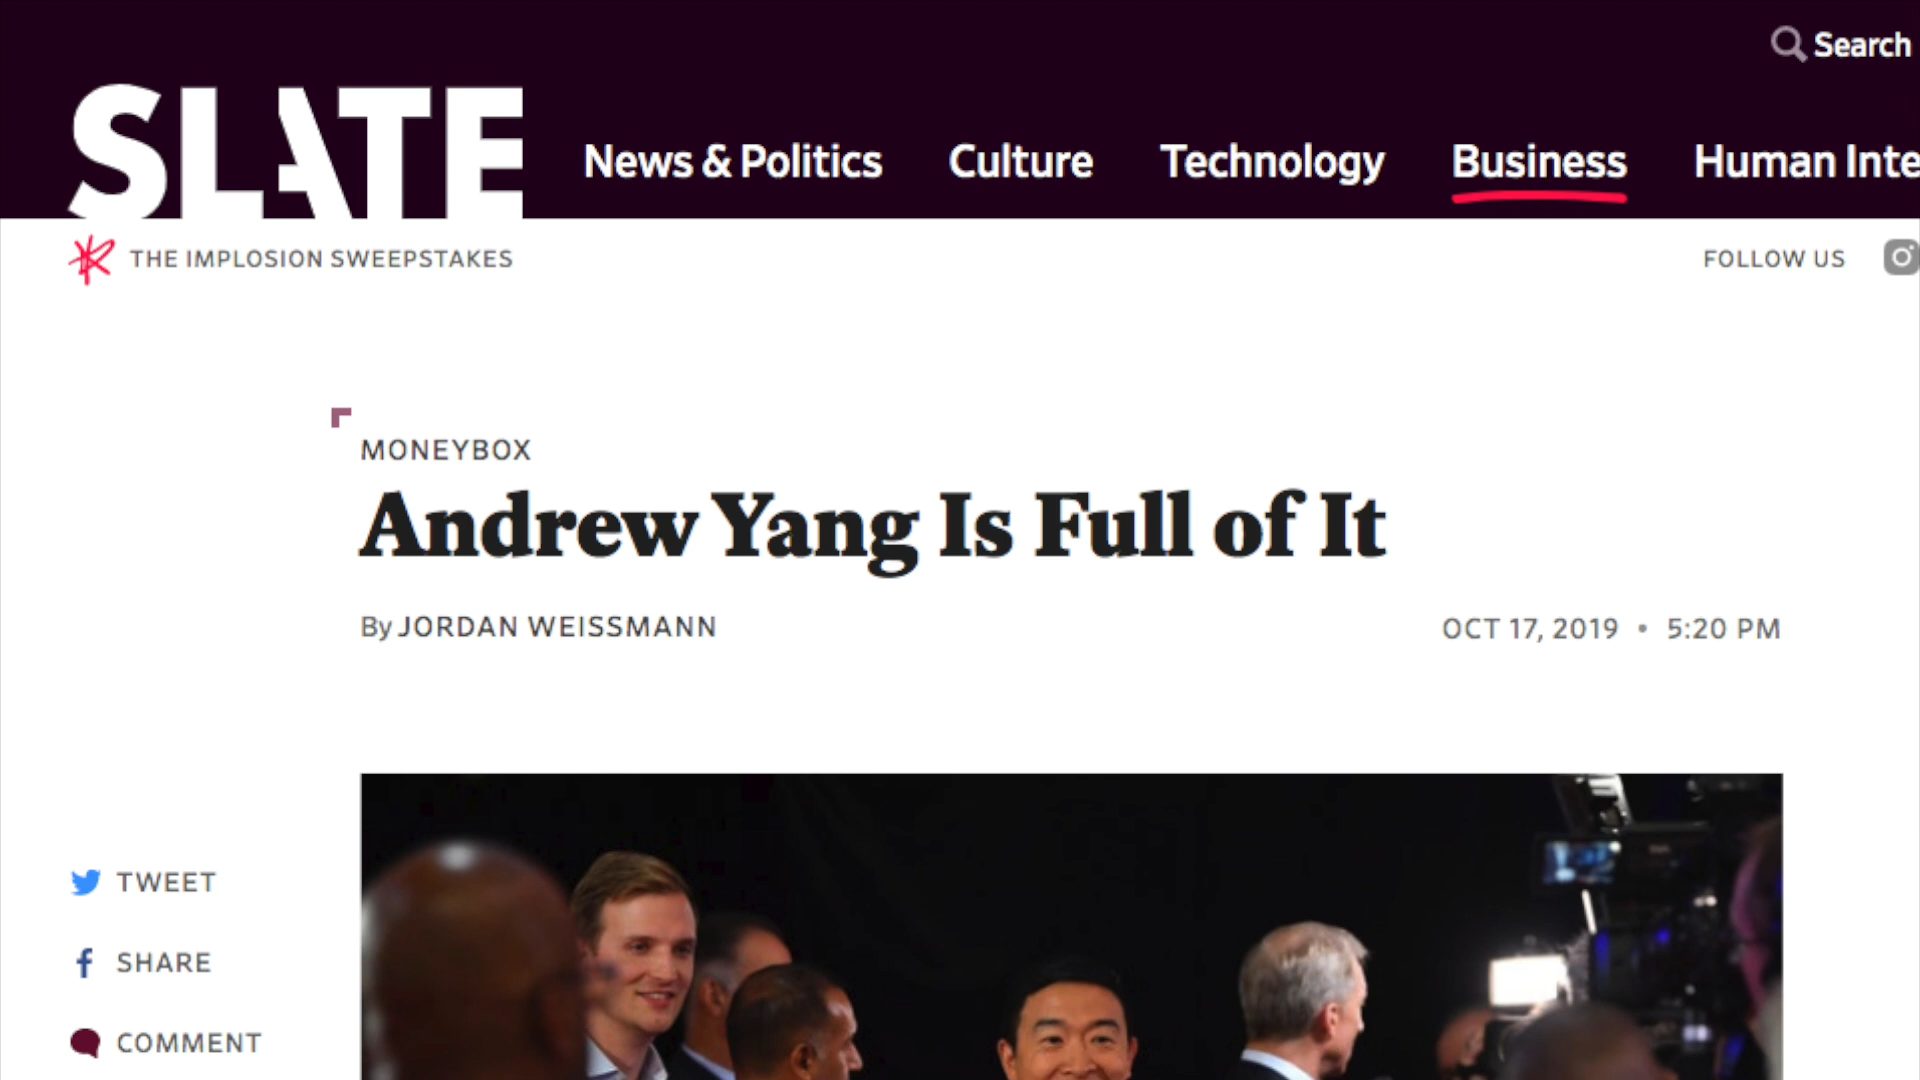 Search
SLATE
News & Politics Culture Technology Business Human Inte
THE IMPLOSION SWEEPSTAKES
FOLLOW US
MONEYBOX
Andrew Yang Is Full of It
By JORDAN WEISSMANN
OCT 17, 2019 • 5:20 PM
TWEET
SHARE
COMMENT